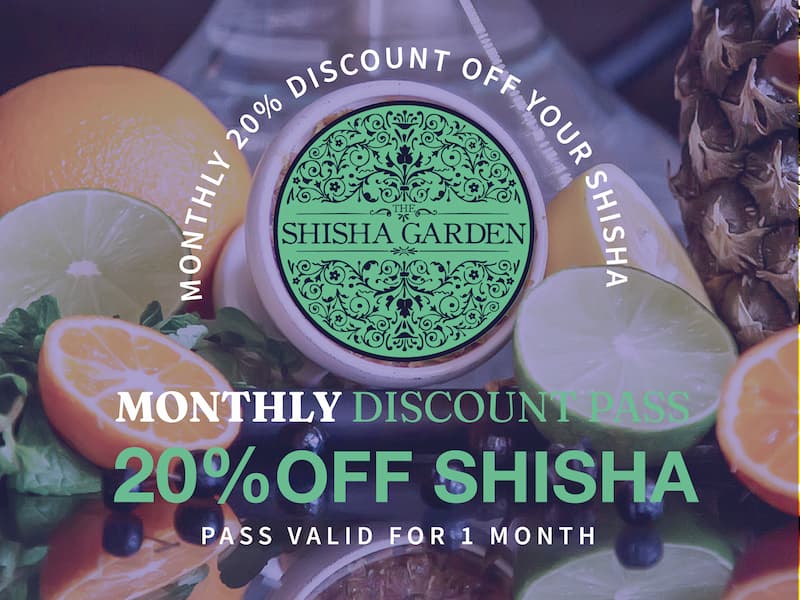 MONTHLY 20% DISCOUNT OFF YOUR SHISHA
THE
SHISHA GARDEN
MONTHLY DISCOUNT PASS
20%OFF SHISHA
PASS VALID FOR 1 MONTH